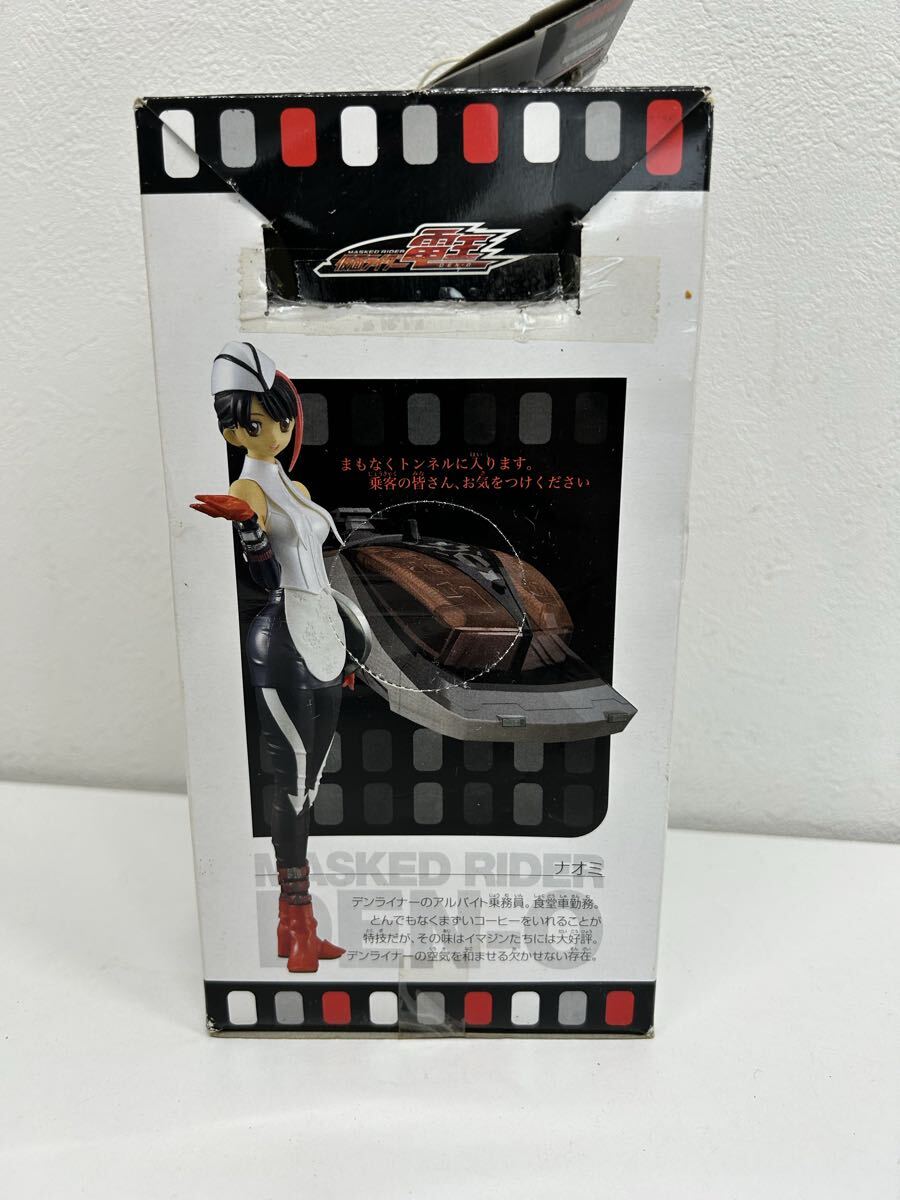 MASKED RIDER
仮面ライダー電王
DEN-O
まもなくトンネルに入ります。
乗客の皆さん、お気をつけください
MASKED RIDER
DEN-O
ナオミ
デンライナーのアルバイト乗務員。食堂車勤務。
とんでもなくまずいコーヒーをいれることが
特技だが、その味はイマジンたちには大好評。
デンライナーの空気を和ませる欠かせない存在。